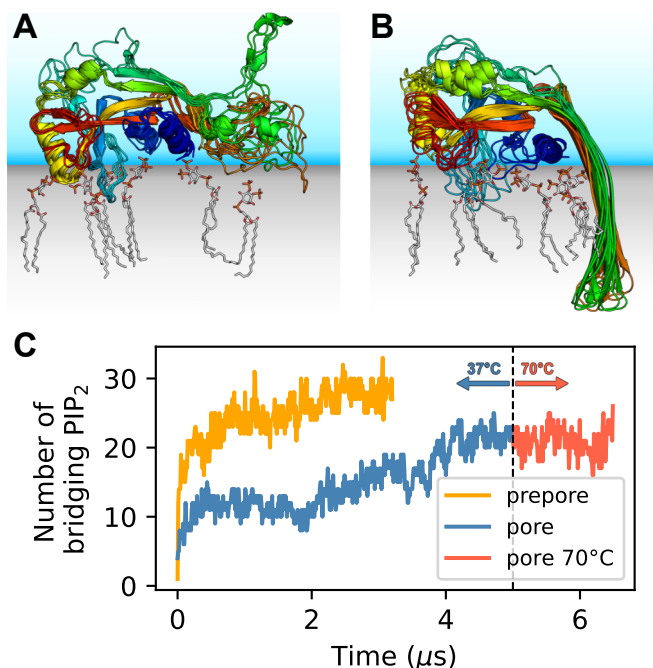 A
B
C
Number of
bridging PIP₂
30
20
10
0
37°C
70°C
prepore
pore
pore 70°C
0
2
4
6
Time (μs)